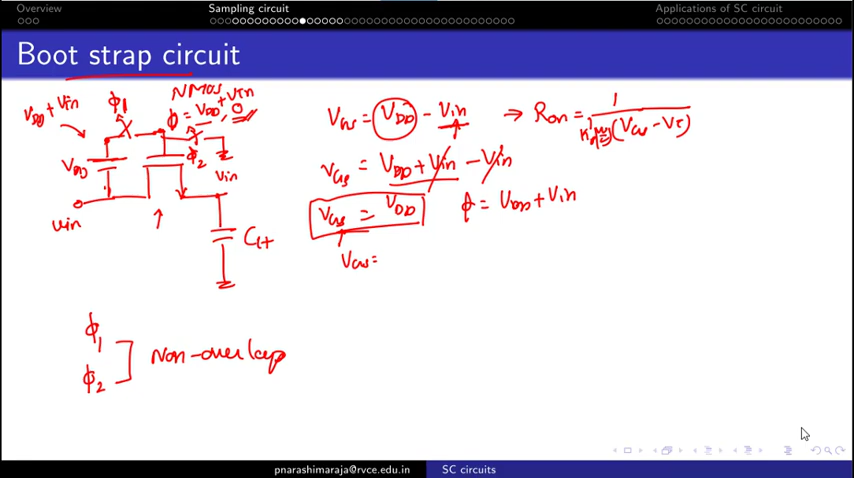 Overview Sampling circuit Applications of SC circuit
Boot strap circuit
NMOS
VDD + Vin
ϕ1
ϕ = VDD + Vin, 0
VDD
ϕ2
Vin
Vin
CH
VGS = VDD - Vin ⇒ Ron = 1 / (VGS - VT)
VGS = VDD + Vin - Vin
VGS = VDD
ϕ = VDD + Vin
VGS =
ϕ1
ϕ2
Non-overlap
pnarashimaraja@rvce.edu.in SC circuits